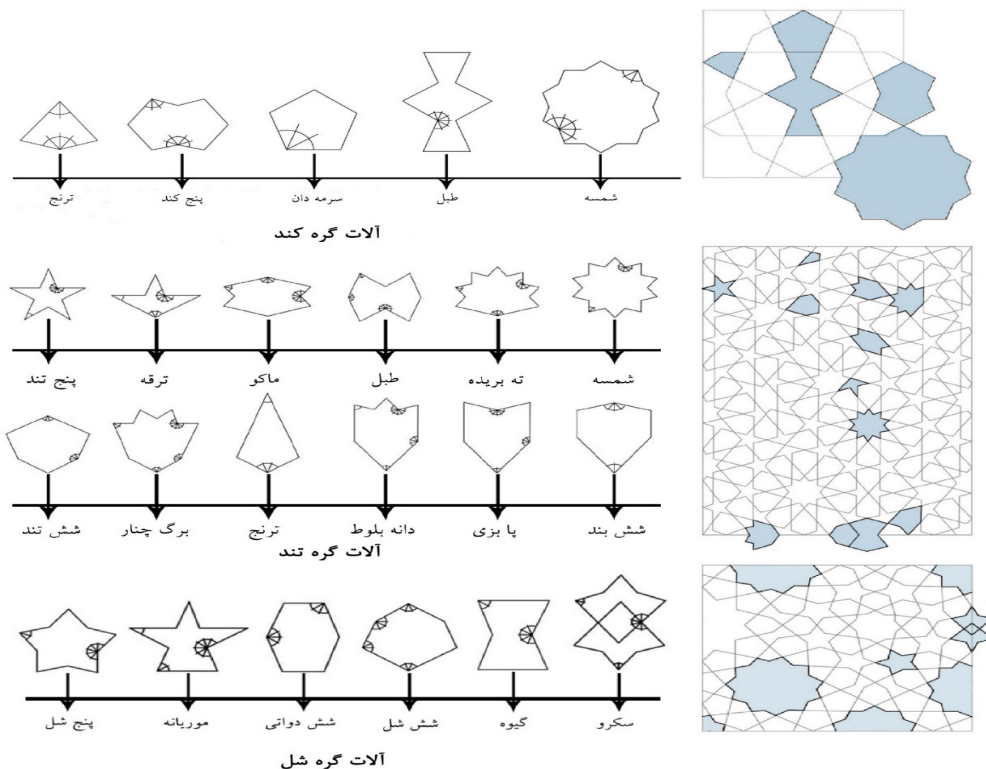 شمسه طبل سرمه دان پنج کند ترنج
آلات گره کند
شمسه ته بریده طبل ماکو ترقه پنج تند
شش بند پا بزی دانه بلوط ترنج برگ چنار شش تند
آلات گره تند
سکرو گیوه شش شل شش دواتی موریانه پنج شل
آلات گره شل